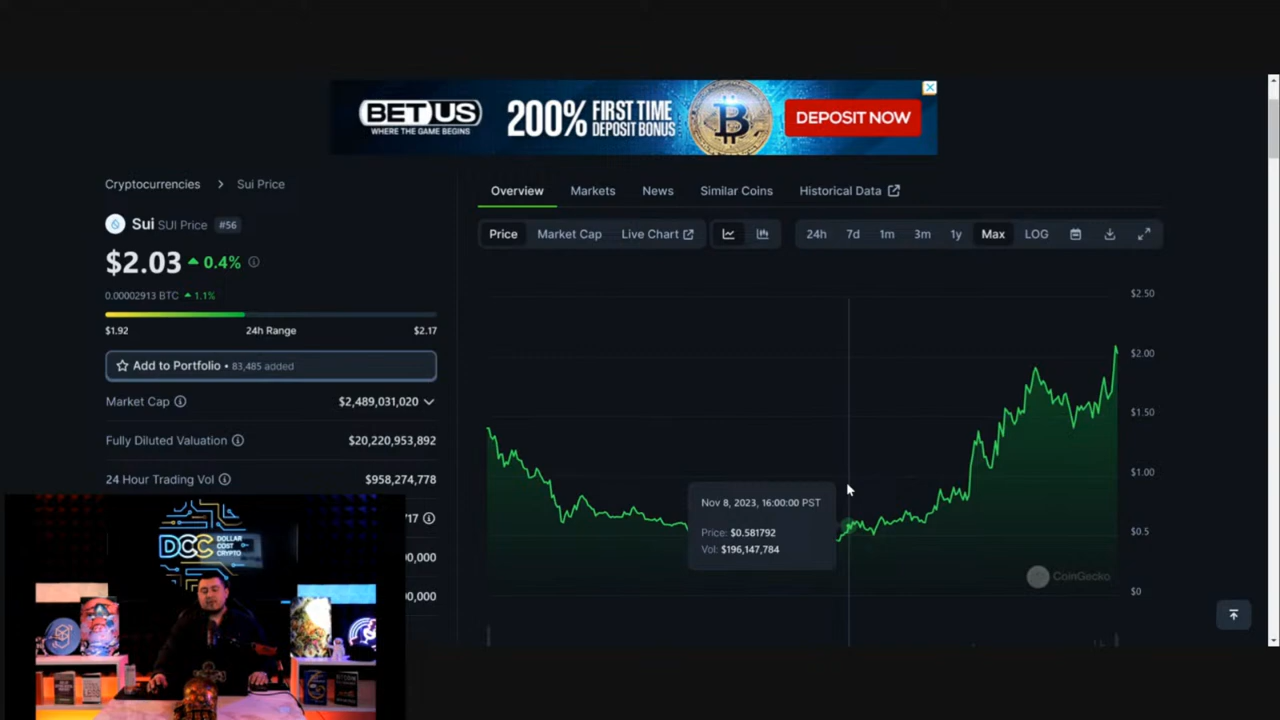 BETUS
WHERE THE GAME BEGINS
200% FIRST TIME DEPOSIT BONUS
DEPOSIT NOW
Cryptocurrencies > Sui Price
Overview Markets News Similar Coins Historical Data
Sui SUI Price #56
Price Market Cap Live Chart 24h 7d 1m 3m 1y Max LOG
$2.03 0.4%
0.00002913 BTC 1.1%
$1.92 24h Range $2.17
Add to Portfolio • 83,485 added
Market Cap $2,489,031,020
Fully Diluted Valuation $20,220,953,892
24 Hour Trading Vol $958,274,778
717
00,000
00,000
$2.50
$2.00
$1.50
$1.00
$0.5
$0
Nov 8, 2023, 16:00:00 PST
Price: $0.581792
Vol: $196,147,784
CoinGecko
DCC DOLLAR COST CRYPTO